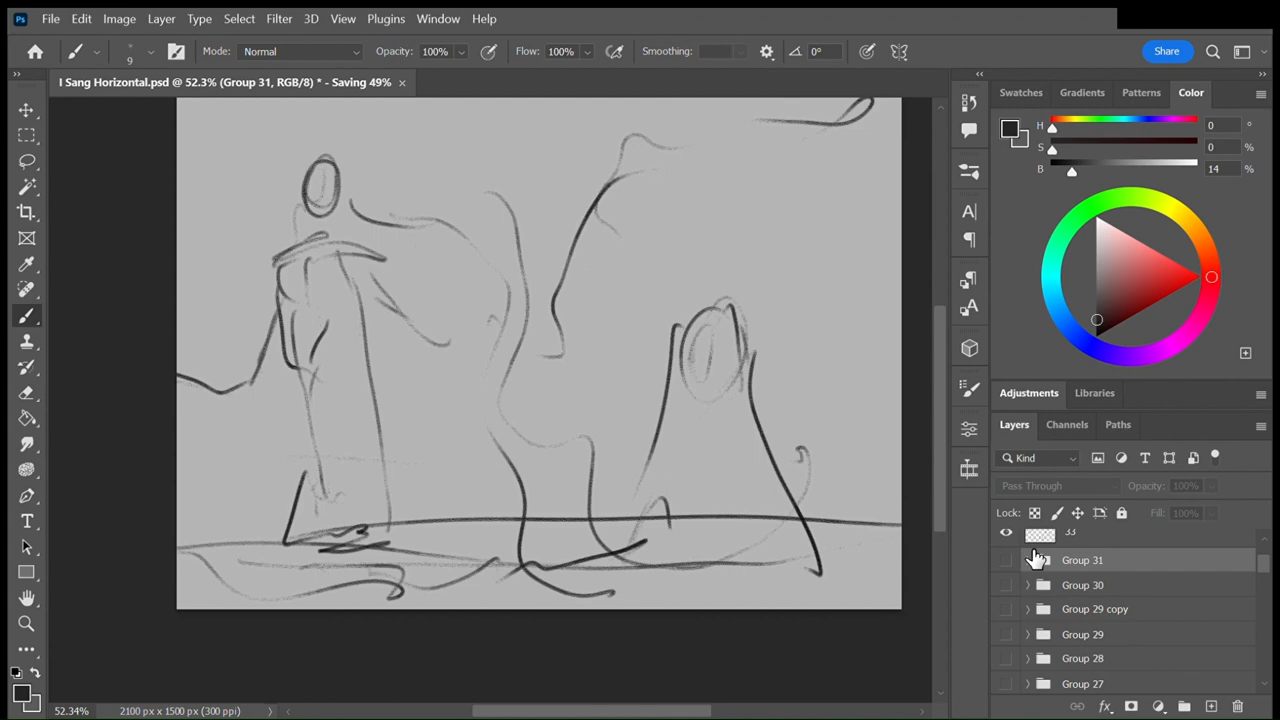 Ps File Edit Image Layer Type Select Filter 3D View Plugins Window Help
9 Mode: Normal Opacity: 100% Flow: 100% Smoothing: 0° Share
I Sang Horizontal.psd @ 52.3% (Group 31, RGB/8) * - Saving 49% ×
Swatches Gradients Patterns Color
H 0 °
S 0 %
B 14 %
Adjustments Libraries
Layers Channels Paths
Kind
Pass Through Opacity: 100%
Lock: Fill: 100%
33
Group 31
Group 30
Group 29 copy
Group 29
Group 28
Group 27
52.34% 2100 px x 1500 px (300 ppi)